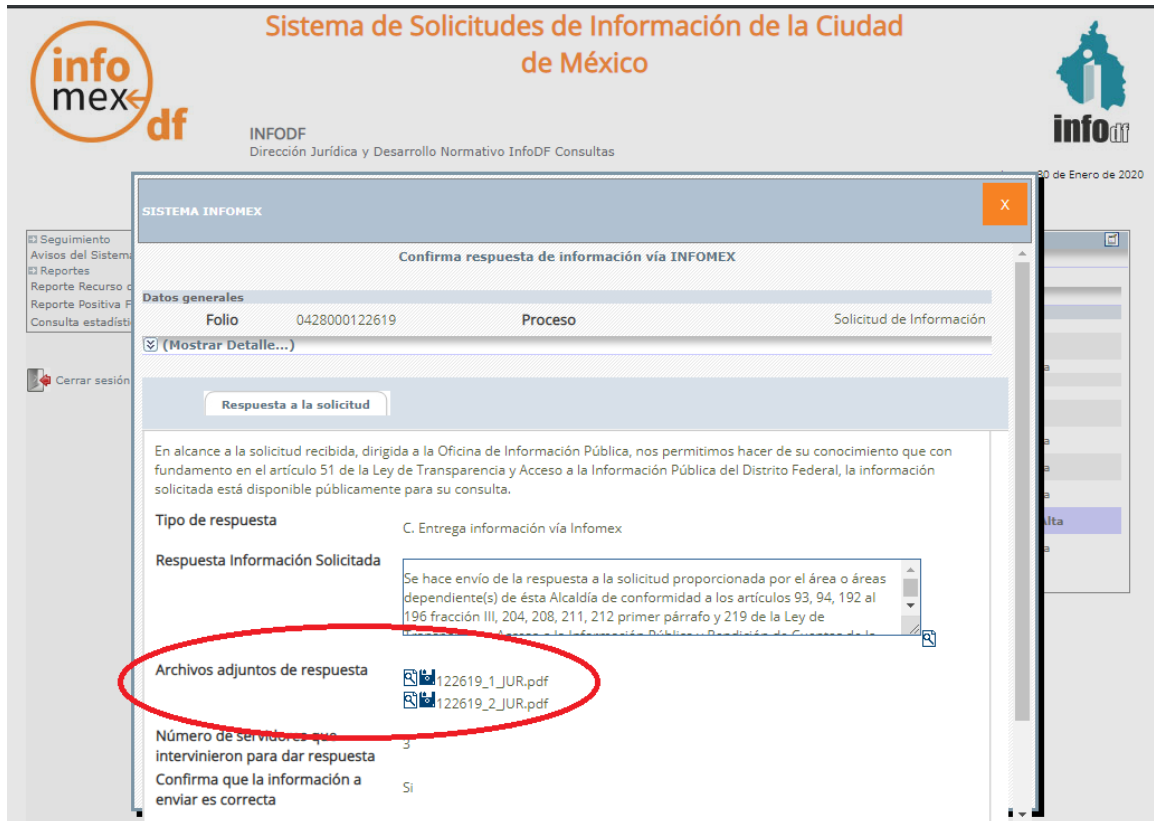 Sistema de Solicitudes de Información de la Ciudad
de México
info
mex
df
info df
INFODF
Dirección Jurídica y Desarrollo Normativo InfoDF Consultas
30 de Enero de 2020
SISTEMA INFOMEX
X
Seguimiento
Avisos del Sistema
Reportes
Reporte Recurso
Reporte Positiva
Consulta
Cerrar sesión
Confirma respuesta de información vía INFOMEX
Datos generales
Folio 0428000122619 Proceso Solicitud de Información
(Mostrar Detalle...)
Respuesta a la solicitud
En alcance a la solicitud recibida, dirigida a la Oficina de Información Pública, nos permitimos hacer de su conocimiento que con
fundamento en el artículo 51 de la Ley de Transparencia y Acceso a la Información Pública del Distrito Federal, la información
solicitada está disponible públicamente para su consulta.
Tipo de respuesta C. Entrega información vía Infomex
Respuesta Información Solicitada
Se hace envío de la respuesta a la solicitud proporcionada por el área o áreas
dependiente(s) de ésta Alcaldía de conformidad a los artículos 93, 94, 192 al
196 fracción III, 204, 208, 211, 212 primer párrafo y 219 de la Ley de
Archivos adjuntos de respuesta
122619_1_JUR.pdf
122619_2_JUR.pdf
Número de servidores que
intervinieron para dar respuesta 3
Confirma que la información a
enviar es correcta Si